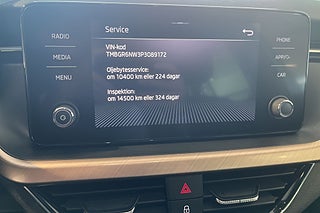 RADIO
MEDIA
MENU
Service
VIN-kod
TMBGR6NW3P3089172
Oljebytesservice:
om 10400 km eller 224 dagar
Inspektion:
om 14500 km eller 324 dagar
PHONE
APP/
CAR